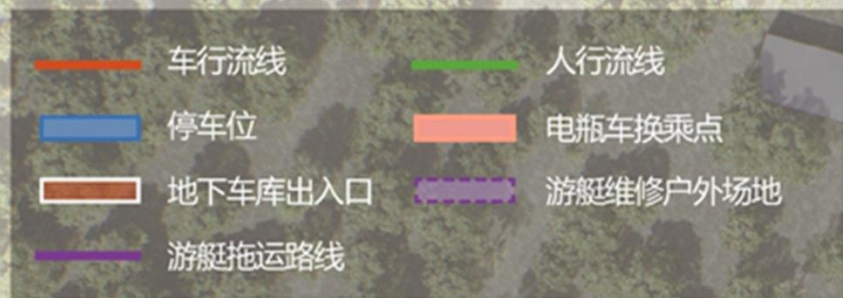 车行流线
人行流线
停车位
电瓶车换乘点
地下车库出入口
游艇维修户外场地
游艇拖运路线